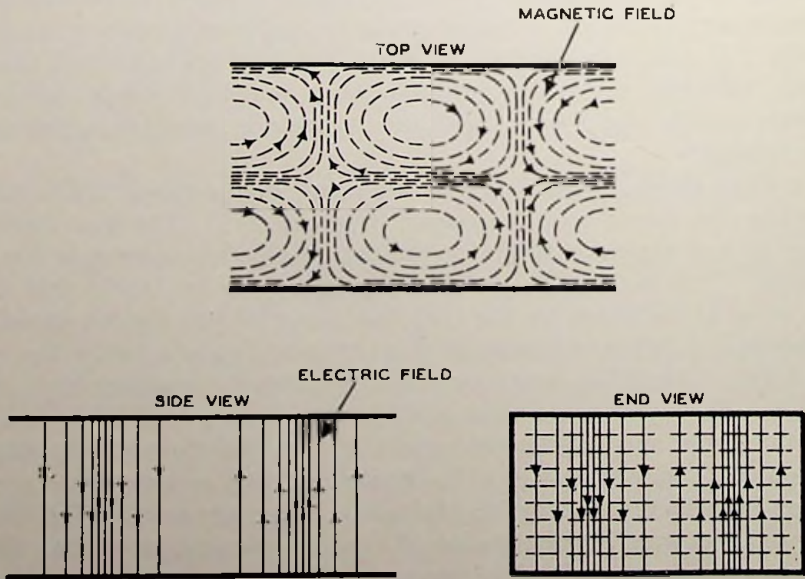 MAGNETIC FIELD
TOP VIEW
ELECTRIC FIELD
SIDE VIEW
END VIEW